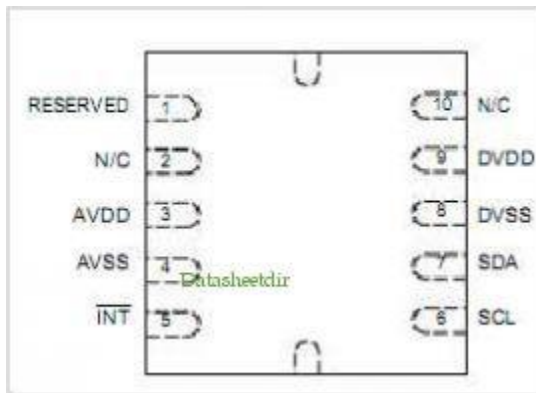 RESERVED 1
N/C 2
AVDD 3
AVSS 4
Datasheetdir
INT 5
10 N/C
9 DVDD
8 DVSS
7 SDA
6 SCL